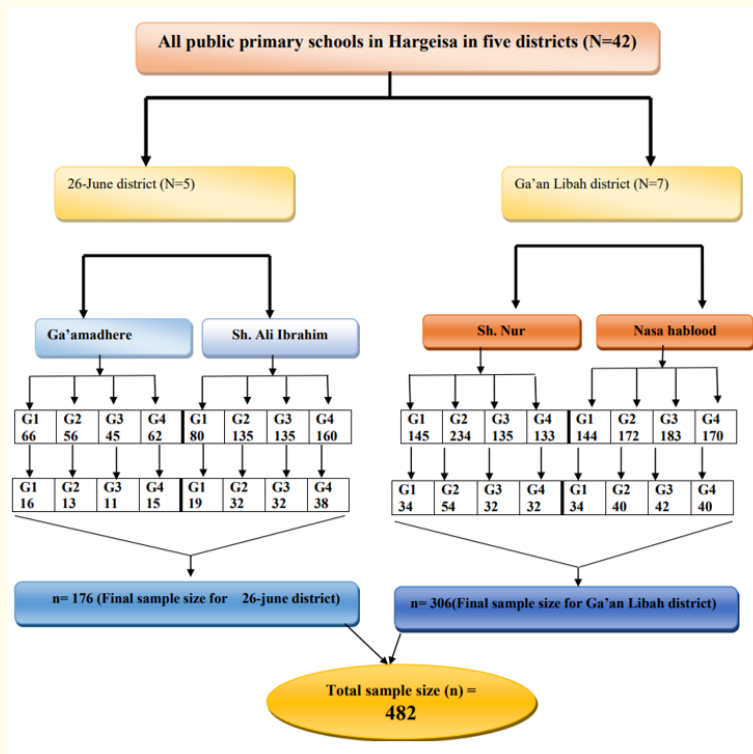 All public primary schools in Hargeisa in five districts (N=42)
26-June district (N=5)
Ga’an Libah district (N=7)
Ga’amadhere
Sh. Ali Ibrahim
Sh. Nur
Nasa hablood
G1 G2 G3 G4 G1 G2 G3 G4
66 56 45 62 80 135 135 160
G1 G2 G3 G4 G1 G2 G3 G4
145 234 135 133 144 172 183 170
G1 G2 G3 G4 G1 G2 G3 G4
16 13 11 15 19 32 32 38
G1 G2 G3 G4 G1 G2 G3 G4
34 54 32 32 34 40 42 40
n= 176 (Final sample size for 26-june district)
n= 306(Final sample size for Ga’an Libah district)
Total sample size (n) =
482